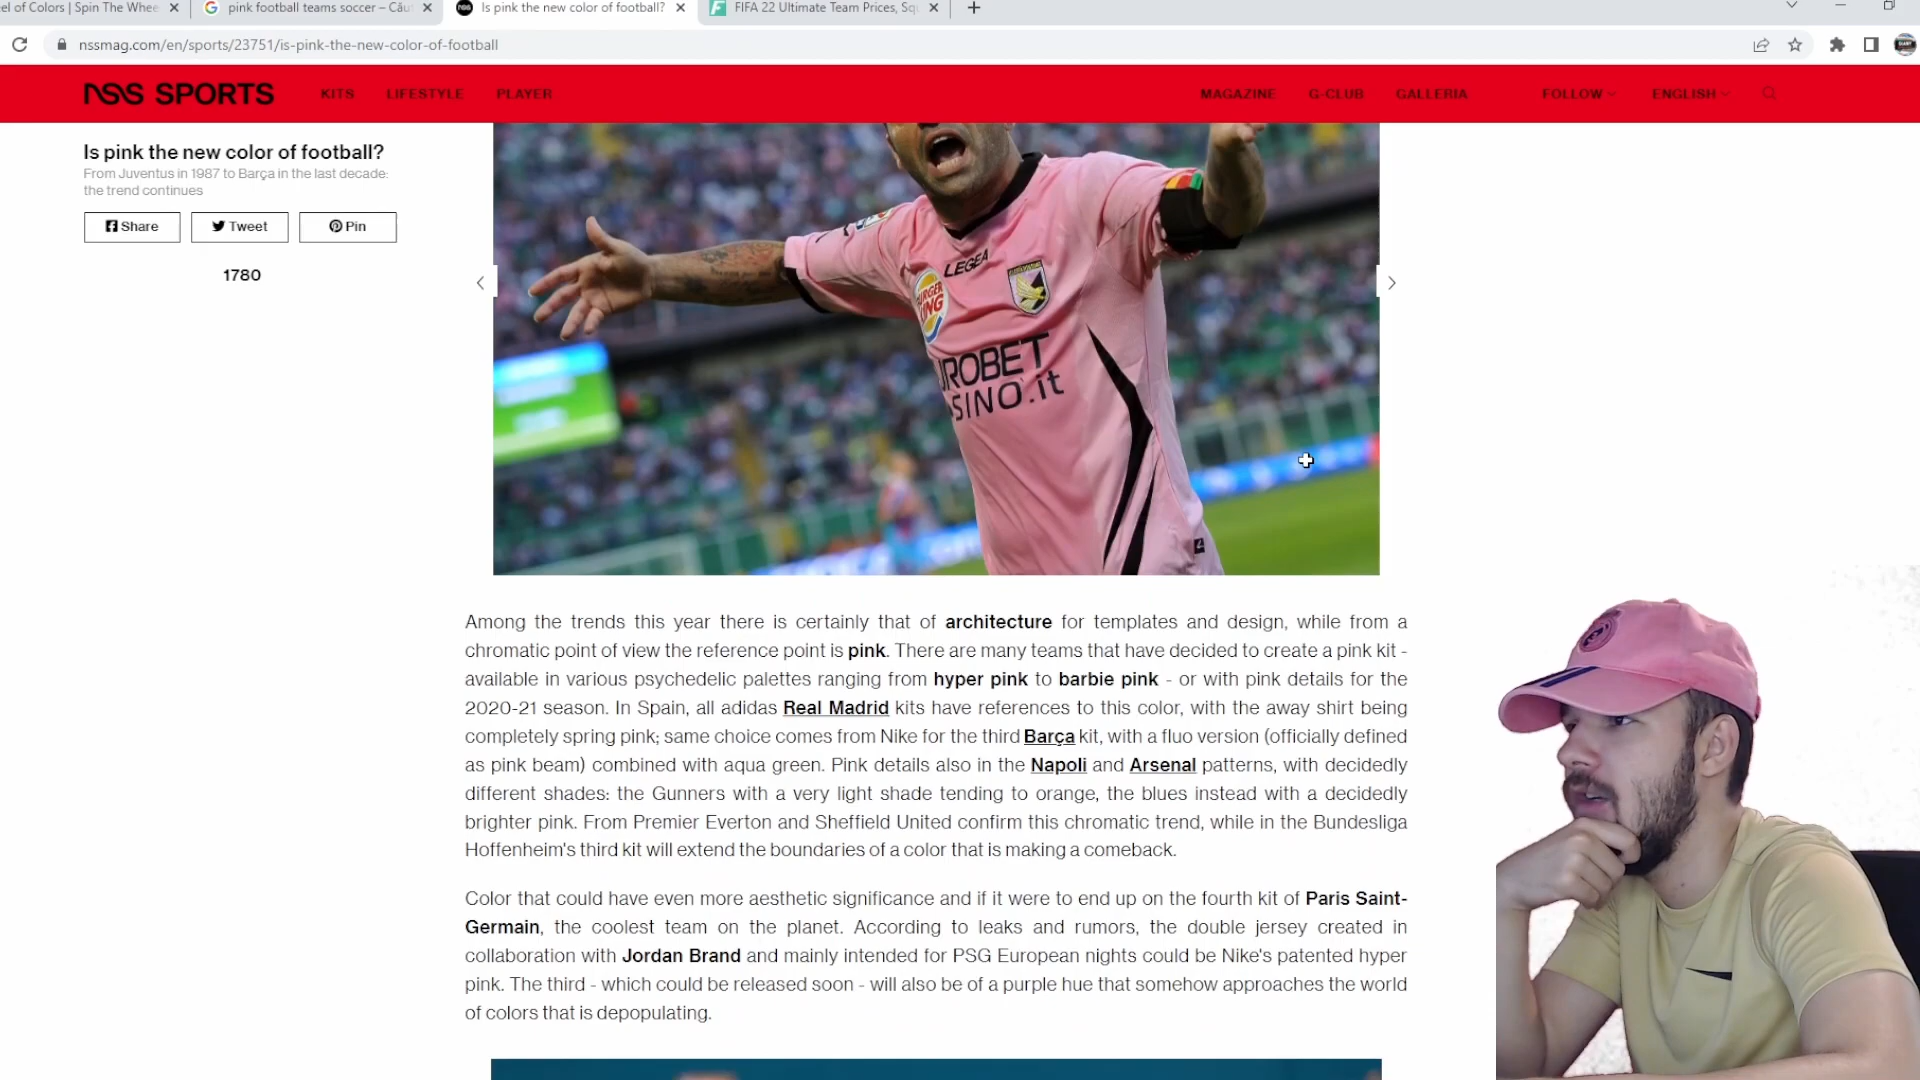 el of Colors | Spin The Whee
pink football teams soccer – Cău
Is pink the new color of football?
FIFA 22 Ultimate Team Prices, Squ
nssmag.com/en/sports/23751/is-pink-the-new-color-of-football
nss SPORTS
KITS LIFESTYLE PLAYER
MAGAZINE G-CLUB GALLERIA FOLLOW ENGLISH
Is pink the new color of football?
From Juventus in 1987 to Barça in the last decade:
the trend continues
Share Tweet Pin
1780
LEGEA
BURGER
KING
UROBET
SINO.it
Among the trends this year there is certainly that of architecture for templates and design, while from a
chromatic point of view the reference point is pink. There are many teams that have decided to create a pink kit -
available in various psychedelic palettes ranging from hyper pink to barbie pink - or with pink details for the
2020-21 season. In Spain, all adidas Real Madrid kits have references to this color, with the away shirt being
completely spring pink; same choice comes from Nike for the third Barça kit, with a fluo version (officially defined
as pink beam) combined with aqua green. Pink details also in the Napoli and Arsenal patterns, with decidedly
different shades: the Gunners with a very light shade tending to orange, the blues instead with a decidedly
brighter pink. From Premier Everton and Sheffield United confirm this chromatic trend, while in the Bundesliga
Hoffenheim's third kit will extend the boundaries of a color that is making a comeback.
Color that could have even more aesthetic significance and if it were to end up on the fourth kit of Paris Saint-
Germain, the coolest team on the planet. According to leaks and rumors, the double jersey created in
collaboration with Jordan Brand and mainly intended for PSG European nights could be Nike's patented hyper
pink. The third - which could be released soon - will also be of a purple hue that somehow approaches the world
of colors that is depopulating.